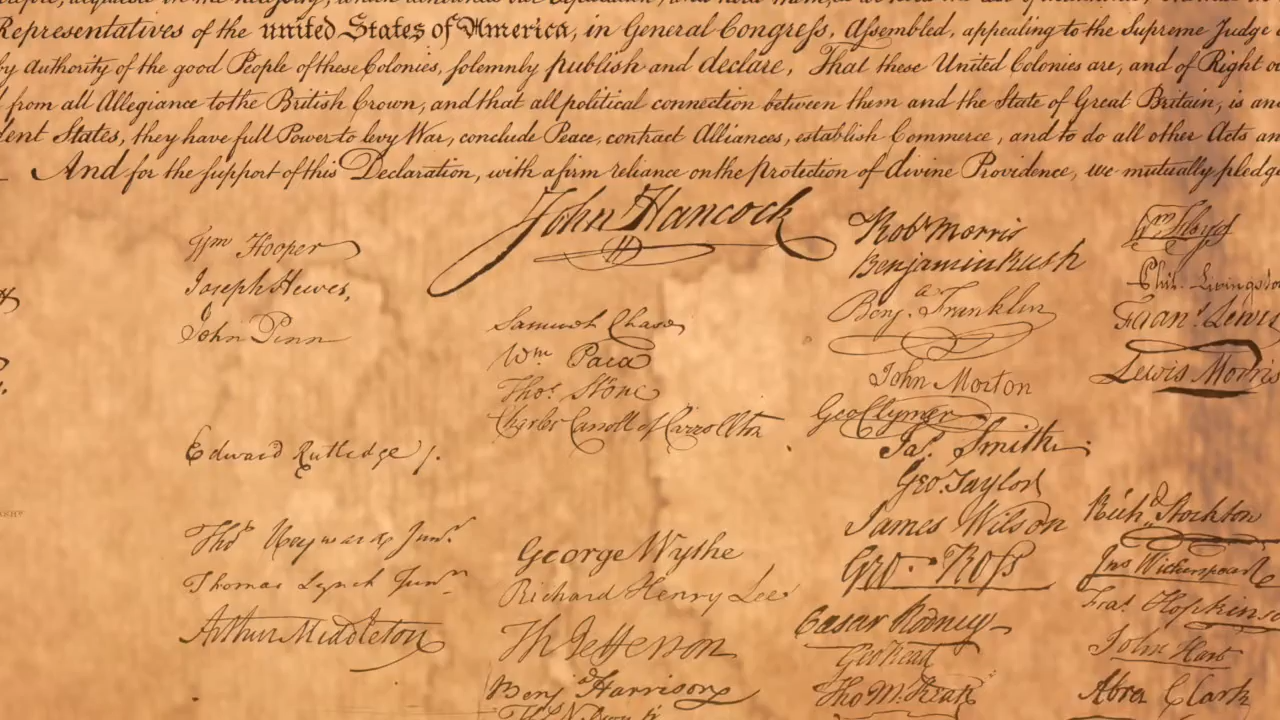 Representatives of the united States of America, in General Congress, Assembled, appealing to the Supreme Judge
by Authority of the good People of these Colonies, solemnly publish and declare, That these United Colonies are, and of Right
from all Allegiance to the British Crown, and that all political connection between them and the State of Great Britain, is
dent States, they have full Power to levy War, conclude Peace, contract Alliances, establish Commerce, and to do all other Acts
And for the support of this Declaration, with a firm reliance on the protection of divine Providence, we mutually pledge
John Hancock
Wm Hooper
Joseph Hewes,
John Penn
Edward Rutledge /.
Thos Heyward Junr.
Thomas Lynch Junr.
Arthur Middleton
Samuel Chase
Wm Paca
Thos. Stone
Charles Carroll of Carrollton
George Wythe
Richard Henry Lee
Th Jefferson
Benja Harrison
Robt Morris
Benjamin Rush
Benja. Franklin
John Morton
Geo Clymer
Jas. Smith.
Geo. Taylor
James Wilson
Geo. Ross
Caesar Rodney
Geo Read
Tho M:Kean
Wm Floyd
Phil. Livingston
Frans. Lewis
Lewis Morris
Richd. Stockton
Jno Witherspoon
Fras. Hopkinson
John Hart
Abra Clark